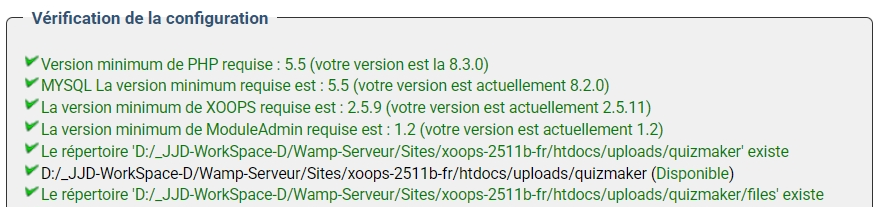 Vérification de la configuration
Version minimum de PHP requise : 5.5 (votre version est la 8.3.0)
MYSQL La version minimum requise est : 5.5 (votre version est actuellement 8.2.0)
La version minimum de XOOPS requise est : 2.5.9 (votre version est actuellement 2.5.11)
La version minimum de ModuleAdmin requise est : 1.2 (votre version est actuellement 1.2)
Le répertoire 'D:/_JJD-WorkSpace-D/Wamp-Serveur/Sites/xoops-2511b-fr/htdocs/uploads/quizmaker' existe
D:/_JJD-WorkSpace-D/Wamp-Serveur/Sites/xoops-2511b-fr/htdocs/uploads/quizmaker (Disponible)
Le répertoire 'D:/_JJD-WorkSpace-D/Wamp-Serveur/Sites/xoops-2511b-fr/htdocs/uploads/quizmaker/files' existe